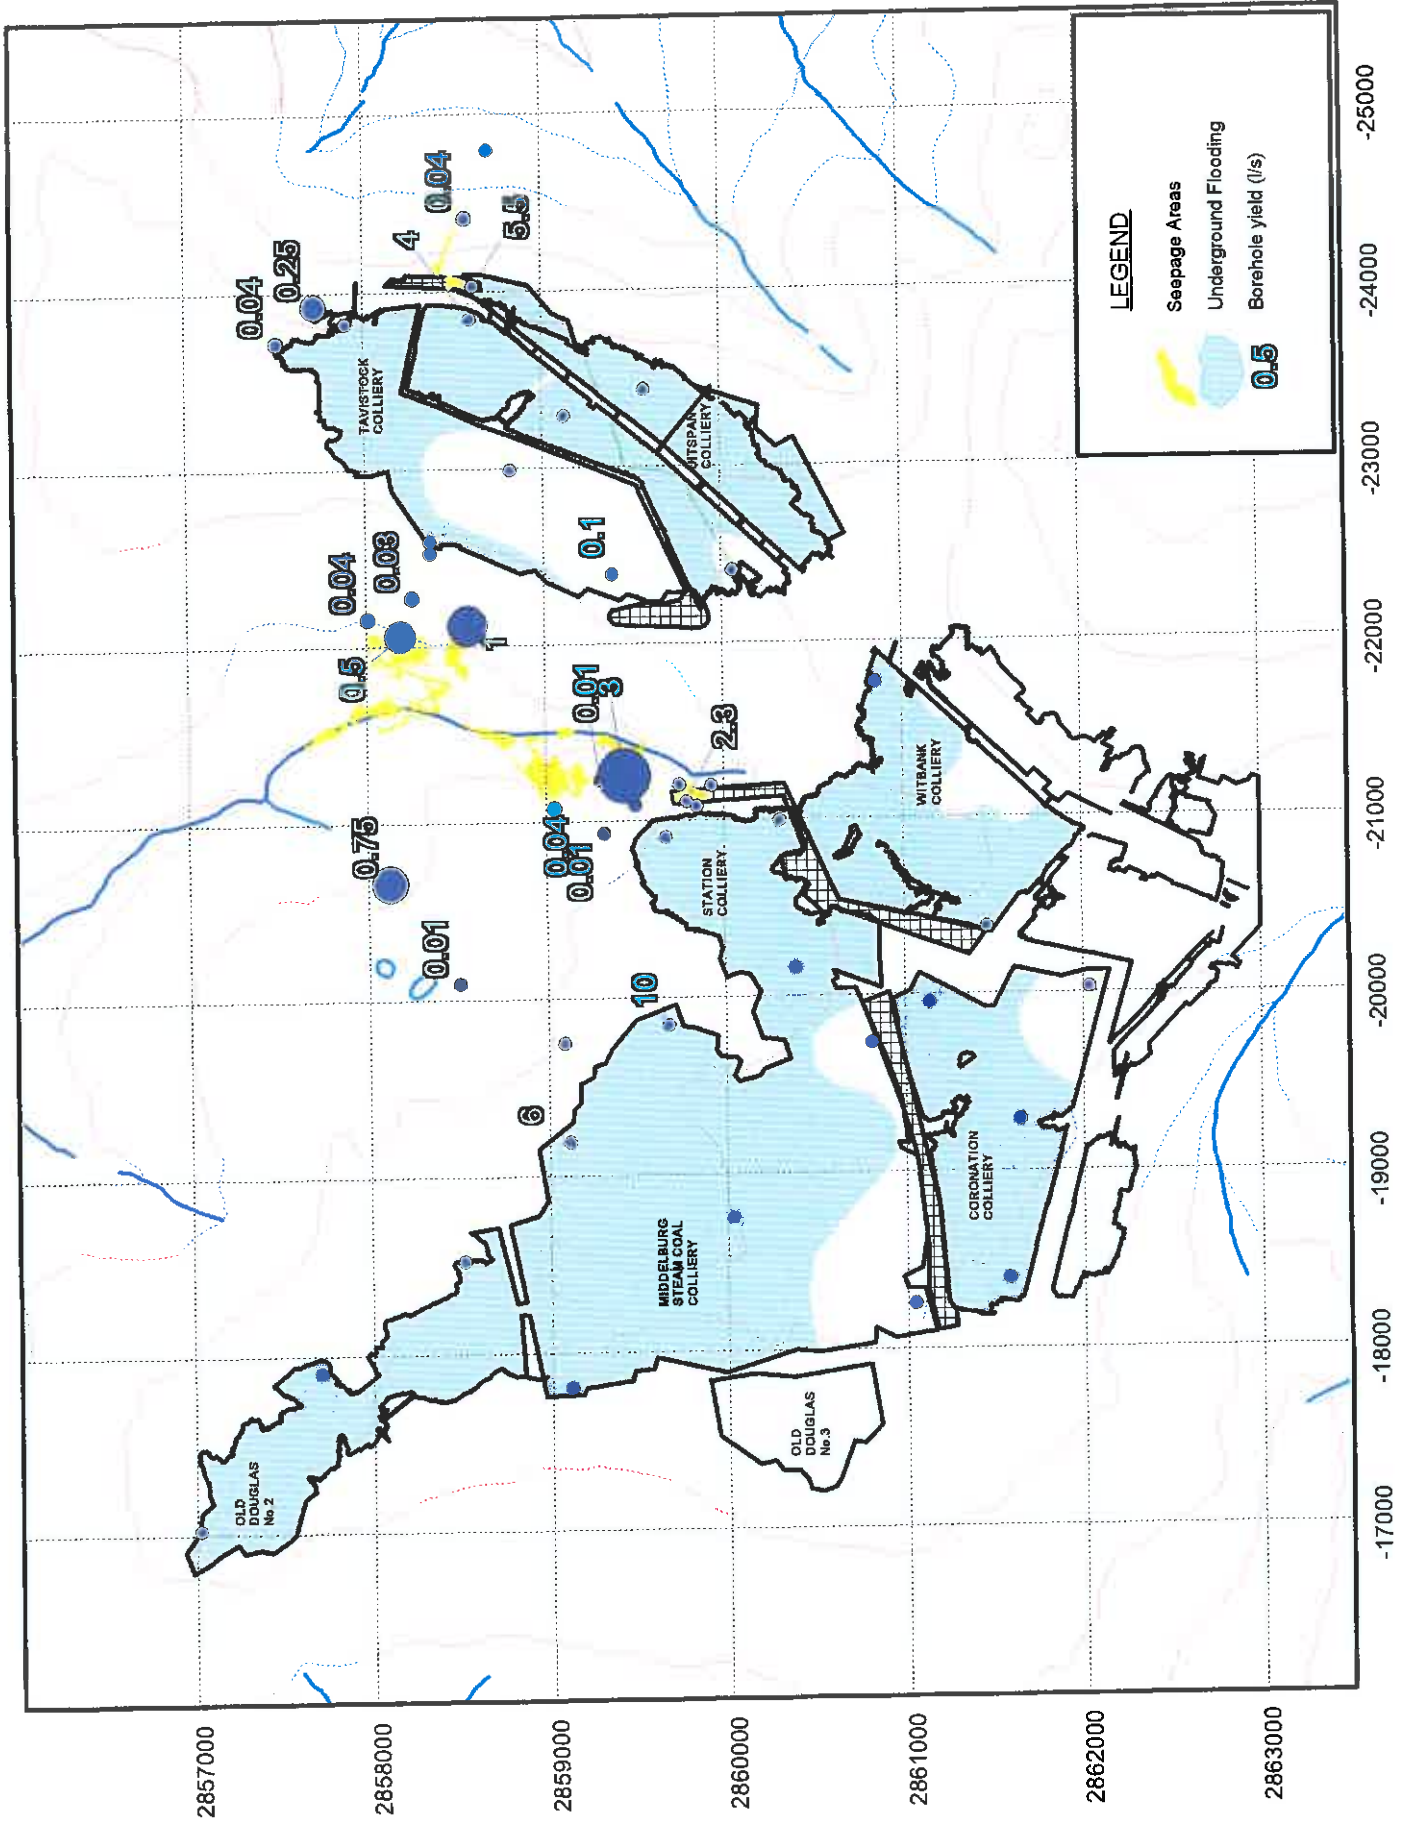 2857000
2858000
2859000
2860000
2861000
2862000
2863000
-17000
-18000
-19000
-20000
-21000
-22000
-23000
-24000
-25000
OLD
DOUGLAS
No.2
MIDDELBURG
STEAM COAL
COLLIERY
OLD
DOUGLAS
No.3
CORONATION
COLLIERY
STATION
COLLIERY.
WITBANK
COLLIERY
TAVISTOCK
COLLIERY
UITSPAN
COLLIERY
6
10
0.01
0.75
0.04
0.01
0.01
3
2.3
0.5
0.04
0.03
1
0.1
0.04
0.25
4
0.04
5.5
LEGEND
Seepage Areas
Underground Flooding
0.5
Borehole yield (l/s)